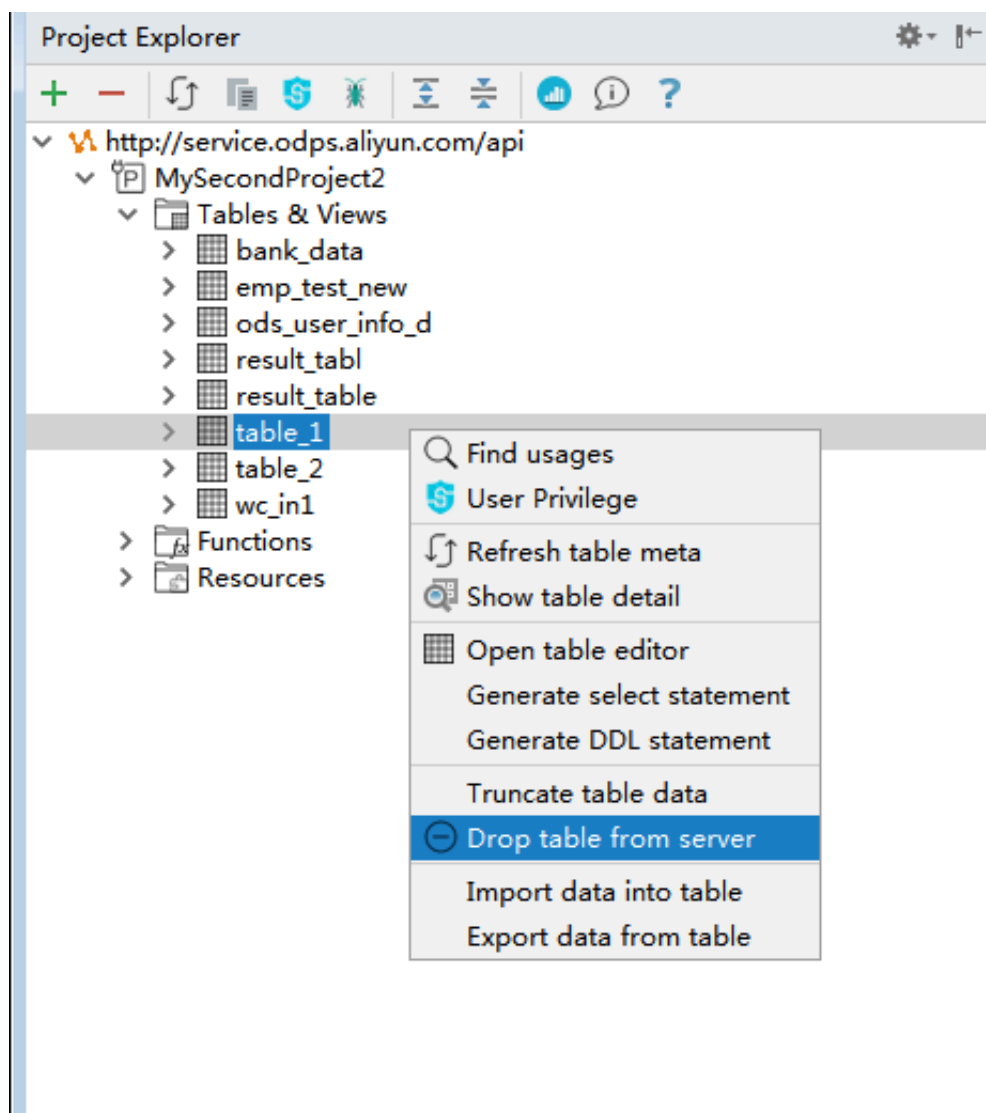 Project Explorer
http://service.odps.aliyun.com/api
MySecondProject2
Tables & Views
bank_data
emp_test_new
ods_user_info_d
result_tabl
result_table
table_1
table_2
wc_in1
Functions
Resources
Find usages
User Privilege
Refresh table meta
Show table detail
Open table editor
Generate select statement
Generate DDL statement
Truncate table data
Drop table from server
Import data into table
Export data from table